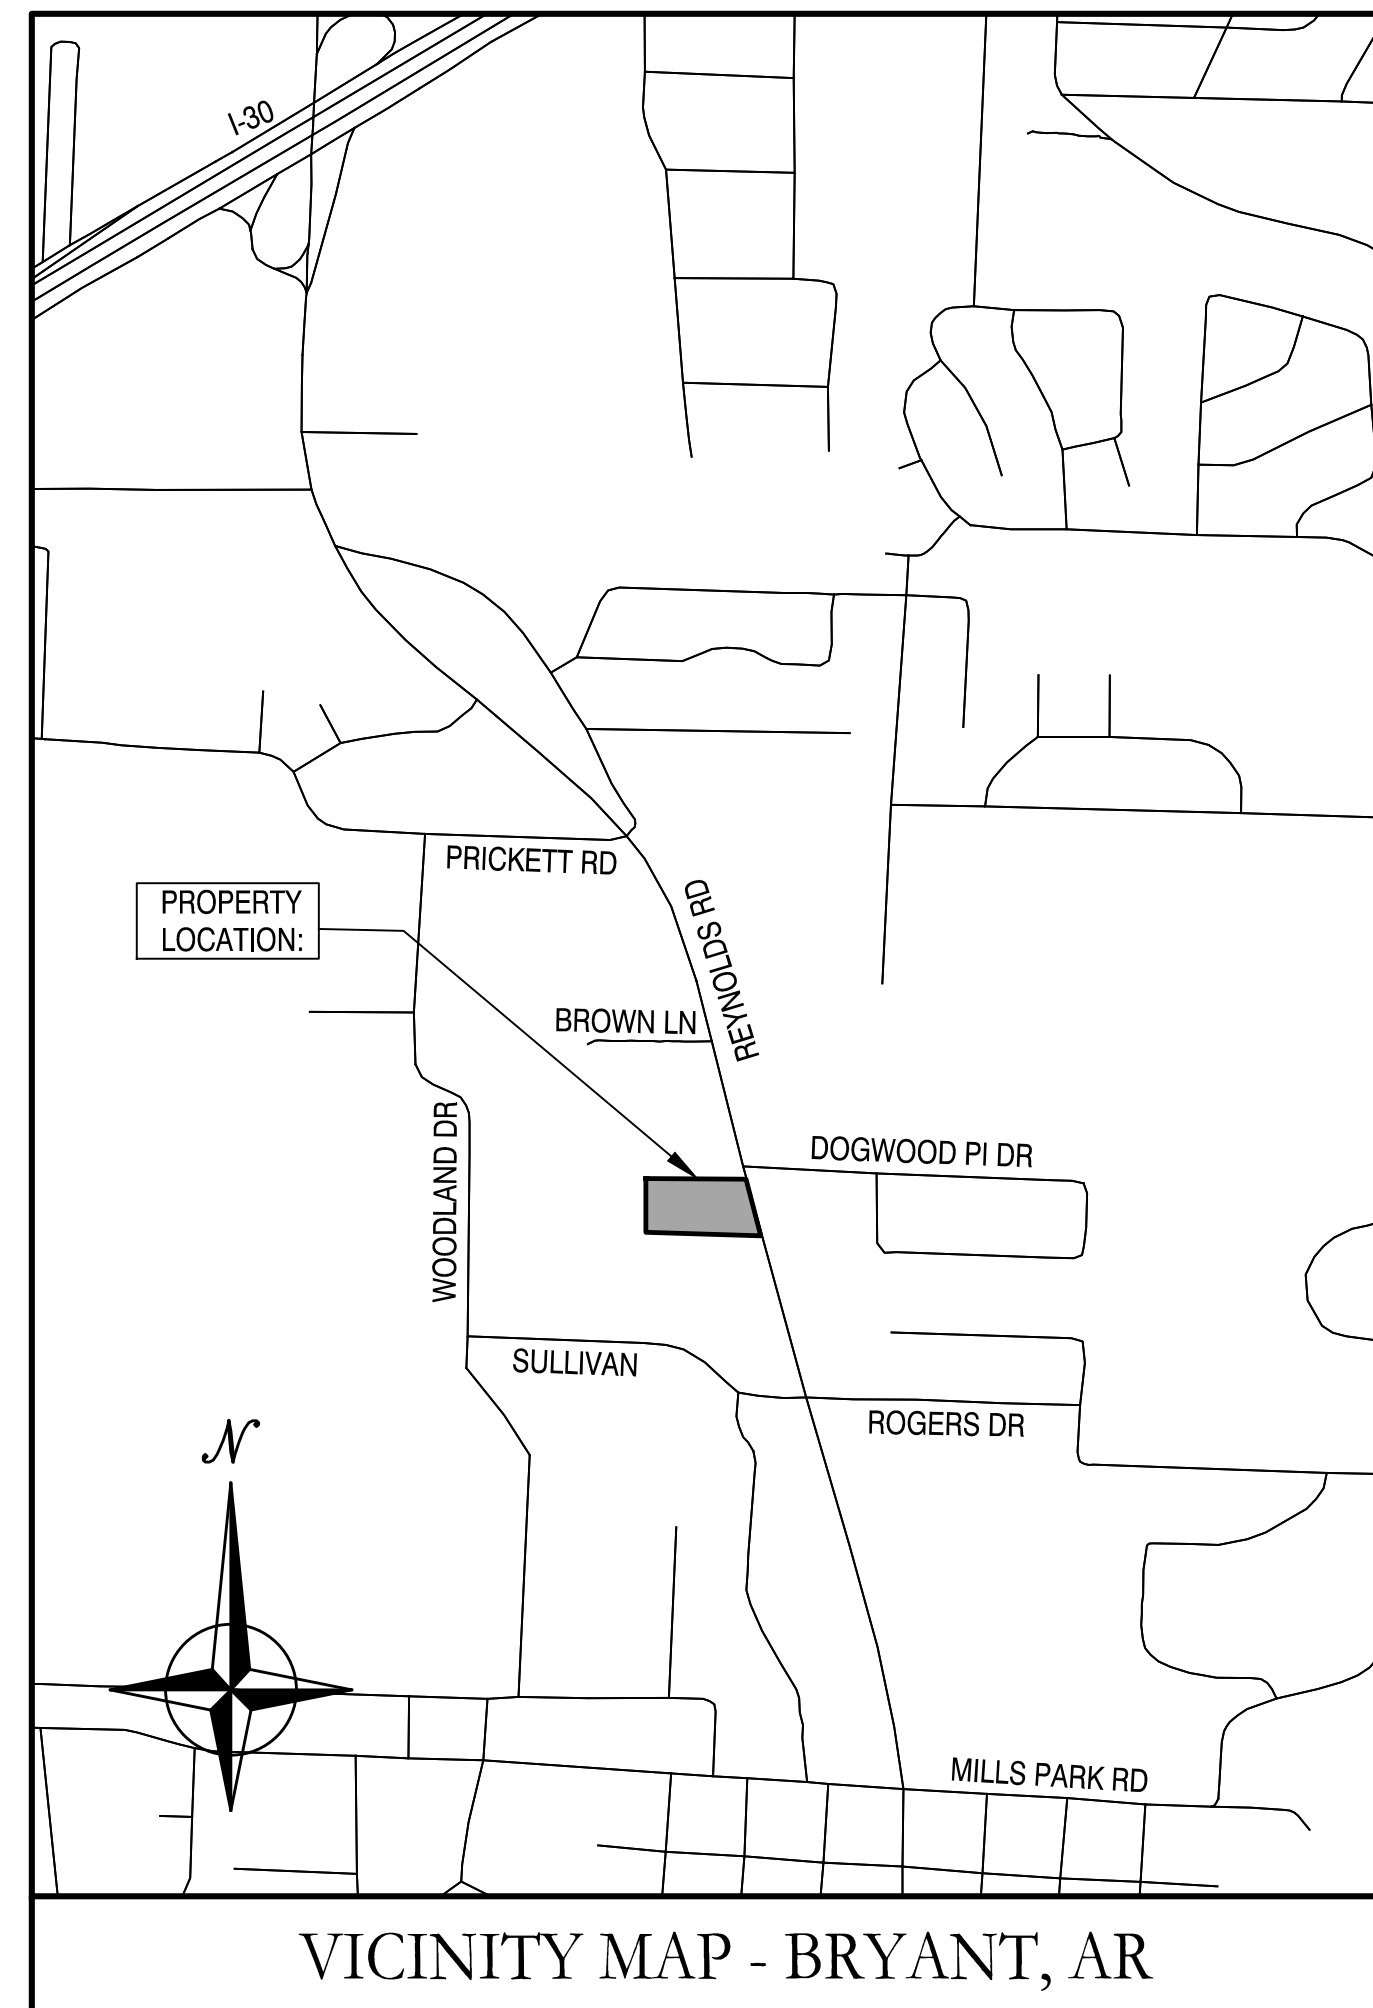 I-30
PRICKETT RD
PROPERTY
LOCATION:
REYNOLDS RD
BROWN LN
WOODLAND DR
DOGWOOD PI DR
SULLIVAN
ROGERS DR
N
MILLS PARK RD
VICINITY MAP - BRYANT, AR